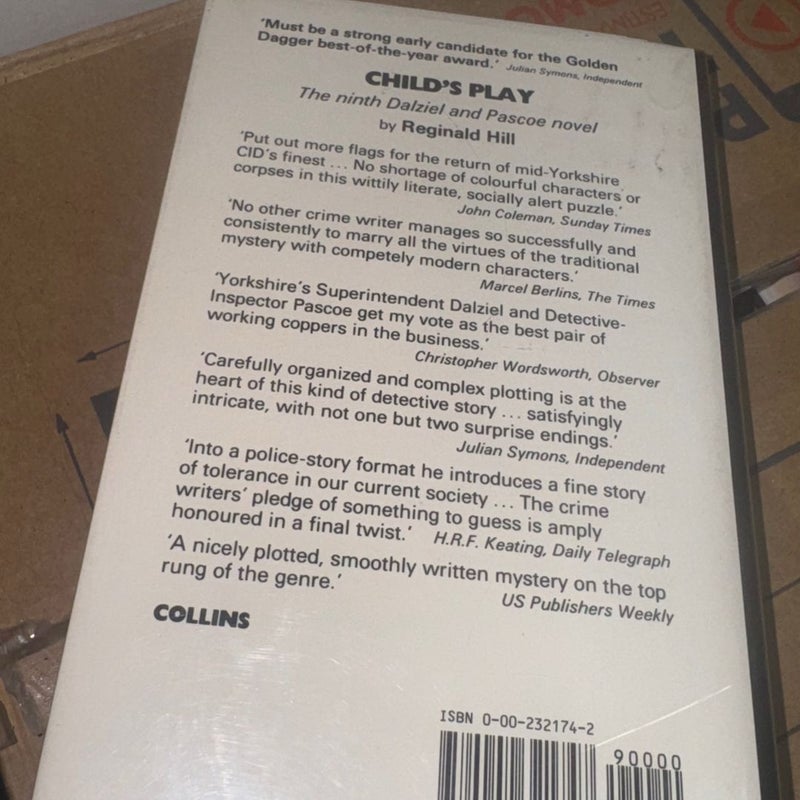 ‘Must be a strong early candidate for the Golden
Dagger best-of-the-year award.’ Julian Symons, Independent
CHILD’S PLAY
The ninth Dalziel and Pascoe novel
by Reginald Hill
‘Put out more flags for the return of mid-Yorkshire
CID’s finest ... No shortage of colourful characters or
corpses in this wittily literate, socially alert puzzle.’
John Coleman, Sunday Times
‘No other crime writer manages so successfully and
consistently to marry all the virtues of the traditional
mystery with competely modern characters.’
Marcel Berlins, The Times
‘Yorkshire’s Superintendent Dalziel and Detective-
Inspector Pascoe get my vote as the best pair of
working coppers in the business.’
Christopher Wordsworth, Observer
‘Carefully organized and complex plotting is at the
heart of this kind of detective story ... satisfyingly
intricate, with not one but two surprise endings.’
Julian Symons, Independent
‘Into a police-story format he introduces a fine story
of tolerance in our current society ... The crime
writers’ pledge of something to guess is amply
honoured in a final twist.’ H.R.F. Keating, Daily Telegraph
‘A nicely plotted, smoothly written mystery on the top
rung of the genre.’
US Publishers Weekly
COLLINS
ISBN 0-00-232174-2
90000